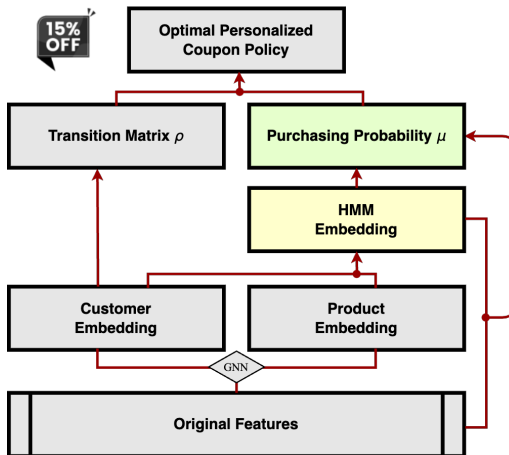 15%
OFF
Optimal Personalized
Coupon Policy
Transition Matrix ρ
Purchasing Probability μ
HMM
Embedding
Customer
Embedding
Product
Embedding
GNN
Original Features